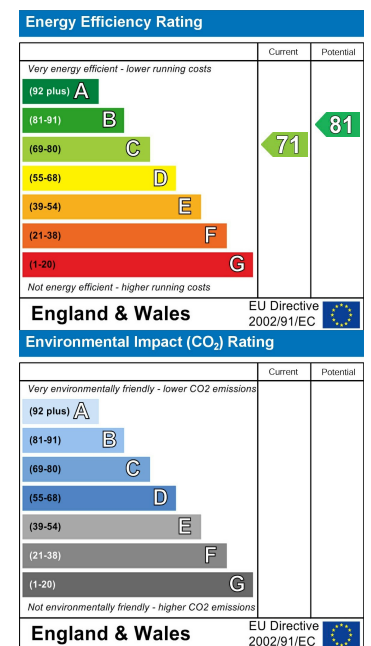 Energy Efficiency Rating
Current Potential
Very energy efficient - lower running costs
(92 plus) A
(81-91) B
(69-80) C
(55-68) D
(39-54) E
(21-38) F
(1-20) G
71
81
Not energy efficient - higher running costs
England & Wales
EU Directive
2002/91/EC
Environmental Impact (CO₂) Rating
Current Potential
Very environmentally friendly - lower CO2 emissions
(92 plus) A
(81-91) B
(69-80) C
(55-68) D
(39-54) E
(21-38) F
(1-20) G
Not environmentally friendly - higher CO2 emissions
England & Wales
EU Directive
2002/91/EC